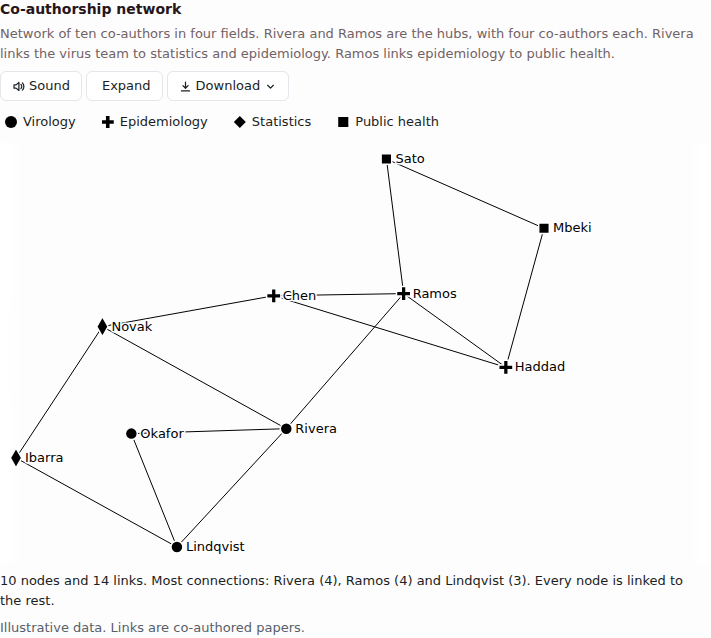 Co-authorship network
Network of ten co-authors in four fields. Rivera and Ramos are the hubs, with four co-authors each. Rivera
links the virus team to statistics and epidemiology. Ramos links epidemiology to public health.
Sound Expand Download
Virology Epidemiology Statistics Public health
Sato
Mbeki
Chen
Ramos
Novak
Haddad
Rivera
Okafor
Ibarra
Lindqvist
10 nodes and 14 links. Most connections: Rivera (4), Ramos (4) and Lindqvist (3). Every node is linked to
the rest.
Illustrative data. Links are co-authored papers.